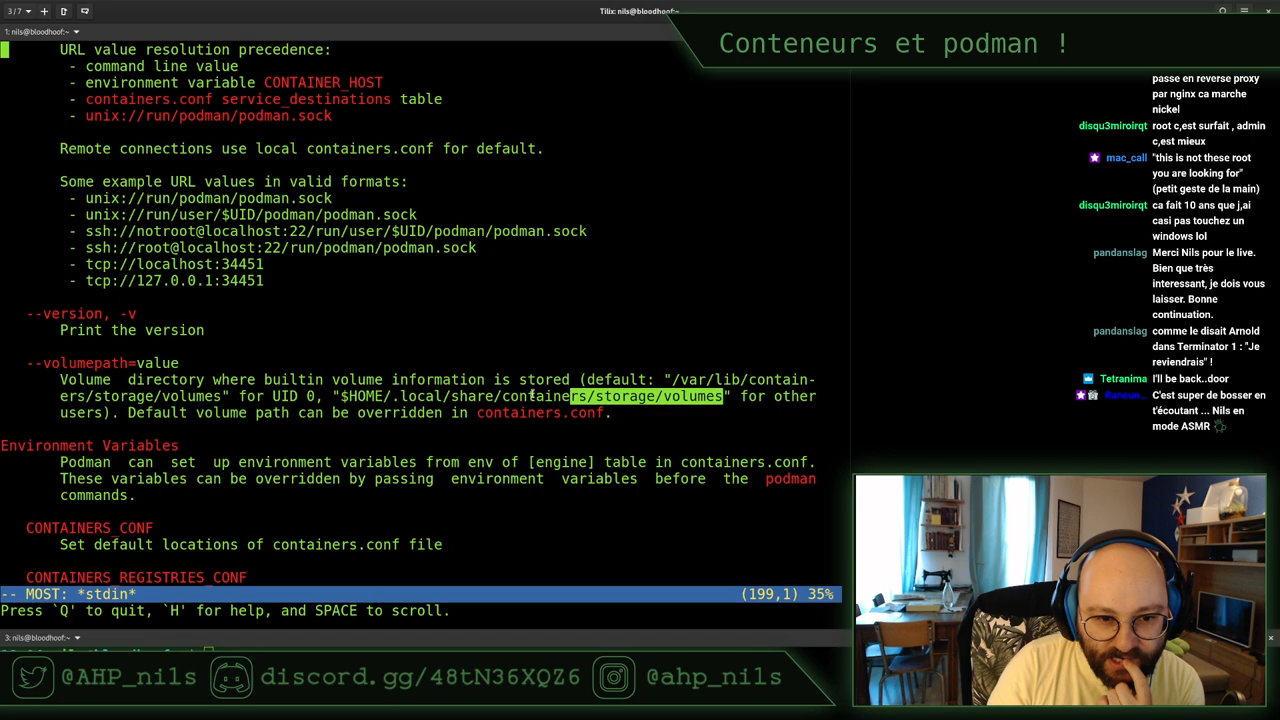 3/7
Tilix: nils@bloodhoof:~
1: nils@bloodhoof:~
Conteneurs et podman !
URL value resolution precedence:
- command line value
- environment variable CONTAINER_HOST
- containers.conf service_destinations table
- unix://run/podman/podman.sock
Remote connections use local containers.conf for default.
Some example URL values in valid formats:
- unix://run/podman/podman.sock
- unix://run/user/$UID/podman/podman.sock
- ssh://notroot@localhost:22/run/user/$UID/podman/podman.sock
- ssh://root@localhost:22/run/podman/podman.sock
- tcp://localhost:34451
- tcp://127.0.0.1:34451
--version, -v
Print the version
--volumepath=value
Volume directory where builtin volume information is stored (default: "/var/lib/contain-
ers/storage/volumes" for UID 0, "$HOME/.local/share/containers/storage/volumes" for other
users). Default volume path can be overridden in containers.conf.
Environment Variables
Podman can set up environment variables from env of [engine] table in containers.conf.
These variables can be overridden by passing environment variables before the podman
commands.
CONTAINERS_CONF
Set default locations of containers.conf file
CONTAINERS_REGISTRIES_CONF
-- MOST: *stdin* (199,1) 35%
Press `Q' to quit, `H' for help, and SPACE to scroll.
3: nils@bloodhoof:~
passe en reverse proxy
par nginx ca marche
nickel
disqu3miroirqt root c,est surfait , admin
c,est mieux
mac_call "this is not these root
you are looking for"
(petit geste de la main)
disqu3miroirqt ca fait 10 ans que j,ai
casi pas touchez un
windows lol
pandanslag Merci Nils pour le live.
Bien que très
interessant, je dois vous
laisser. Bonne
continuation.
pandanslag comme le disait Arnold
dans Terminator 1 : "Je
reviendrais" !
Tetranima I'll be back..door
C'est super de bosser en
t'écoutant ... Nils en
mode ASMR
@AHP_nils
discord.gg/48tN36XQZ6
@ahp_nils